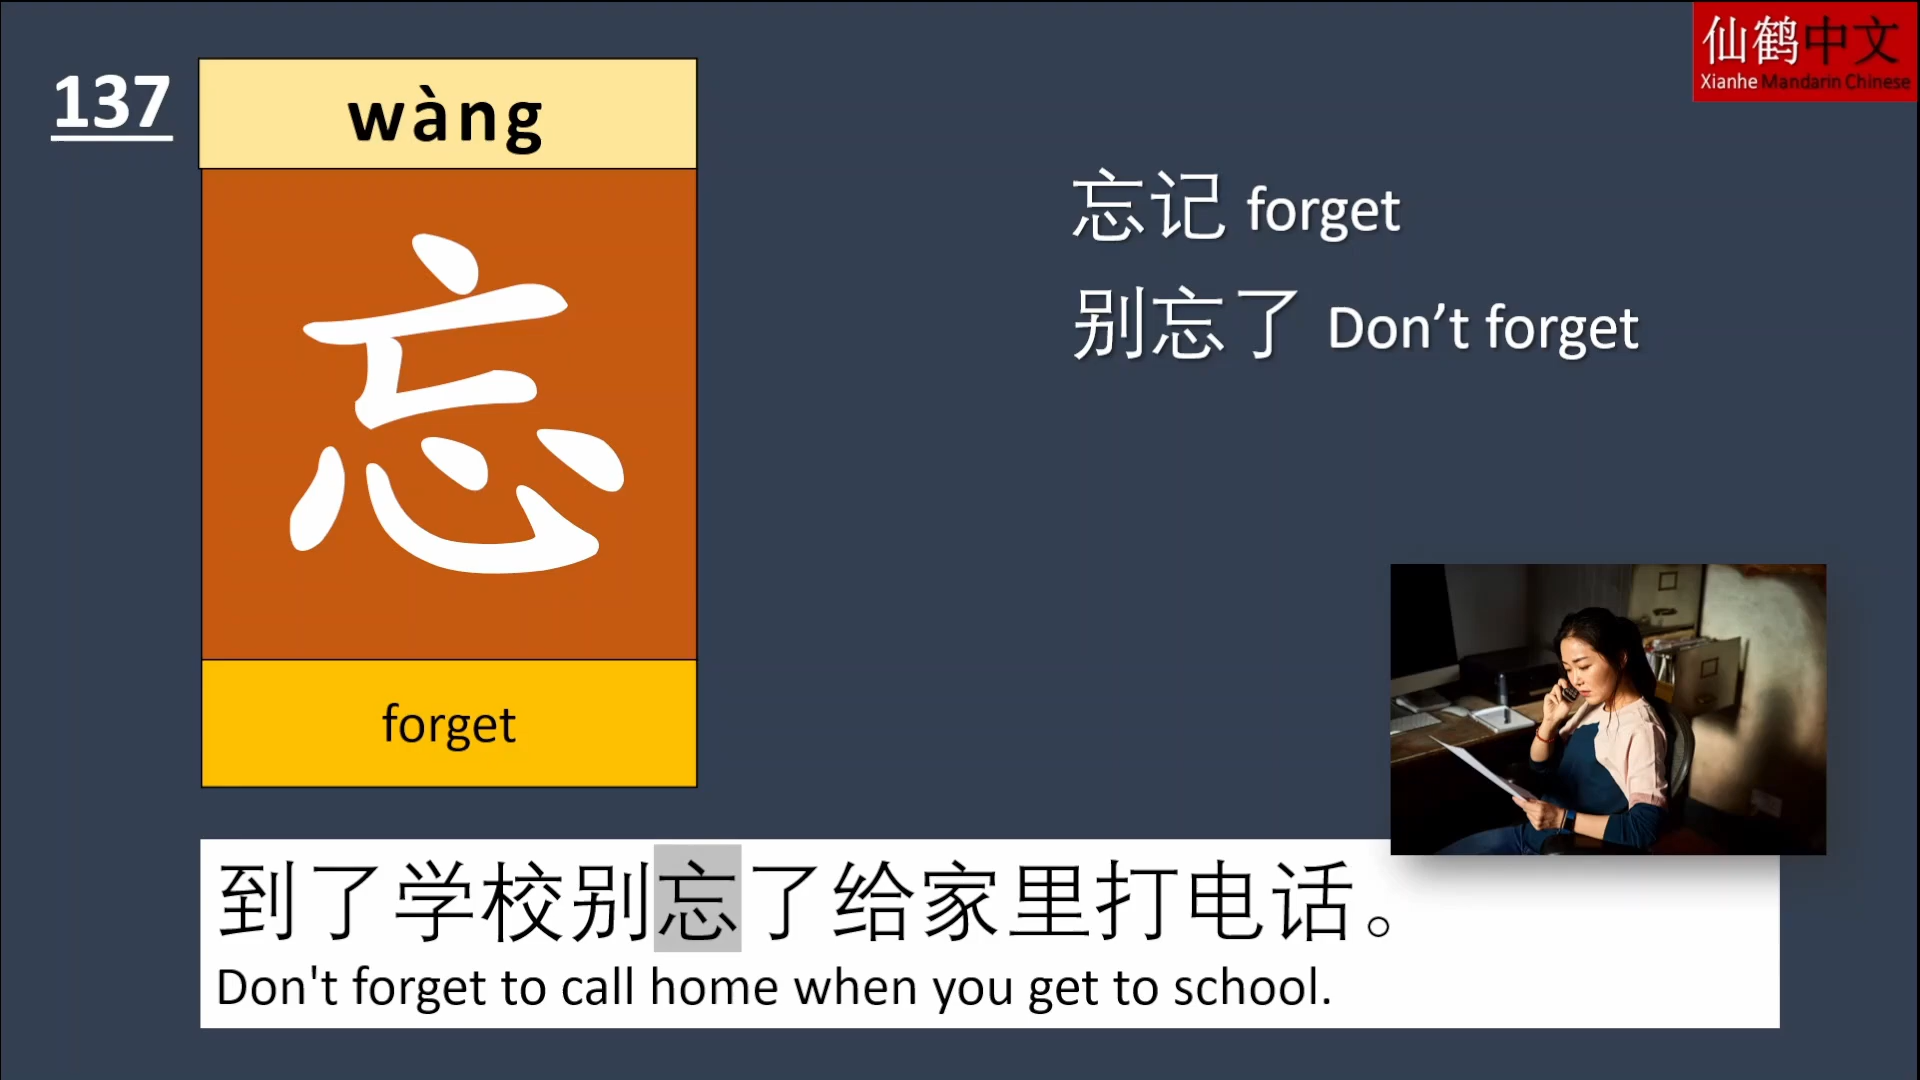 仙鹤中文
Xianhe Mandarin Chinese
137
wàng
忘
forget
忘记 forget
别忘了 Don’t forget
到了学校别忘了给家里打电话。
Don't forget to call home when you get to school.